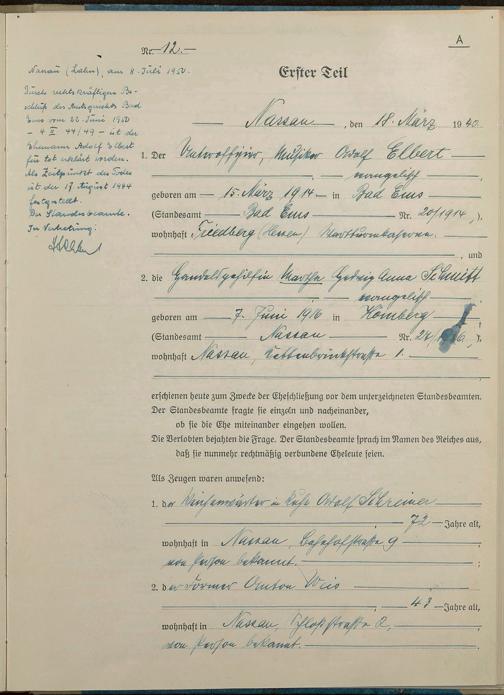 A
Nr. 12.
Nassau (Lahn), am 8. Juli 1950.
Durch rechtskräftigen Be-
schluß des Amtsgerichts Bad
Ems vom 22. Juni 1950
- 4 II 44/49 - ist der
Ehemann Adolf Elbert
für tot erklärt worden.
Als Zeitpunkt des Todes
ist der 17. August 1944
festgestellt.
Der Standesbeamte.
In Vertretung:
Erster Teil
Nassau, den 18. März 1940
1. Der Unteroffizier, Musiker Adolf Elbert
evangelisch
geboren am 15. März 1914 in Bad Ems
(Standesamt Bad Ems Nr. 20/1914),
wohnhaft Friedberg (Hessen)
, und
2. die Handelsgehilfin Martha Hedwig Anna Schmitt
evangelisch
geboren am 7. Juni 1916 in Homberg
(Standesamt Nassau Nr. 24/1916),
wohnhaft Nassau, Kettenbrückstraße 1.
erschienen heute zum Zwecke der Eheschließung vor dem unterzeichneten Standesbeamten.
Der Standesbeamte fragte sie einzeln und nacheinander,
ob sie die Ehe miteinander eingehen wollen.
Die Verlobten bejahten die Frage. Der Standesbeamte sprach im Namen des Reiches aus,
daß sie nunmehr rechtmäßig verbundene Eheleute seien.
Als Zeugen waren anwesend:
1. der Weichenwärter in Ruhe Adolf Schreiner
72 Jahre alt,
wohnhaft in Nassau, Bahnhofstraße 9
von Person bekannt. ;
2. der Former Anton Weis
, 43 Jahre alt,
wohnhaft in Nassau, Schloßstraße 2,
von Person bekannt.